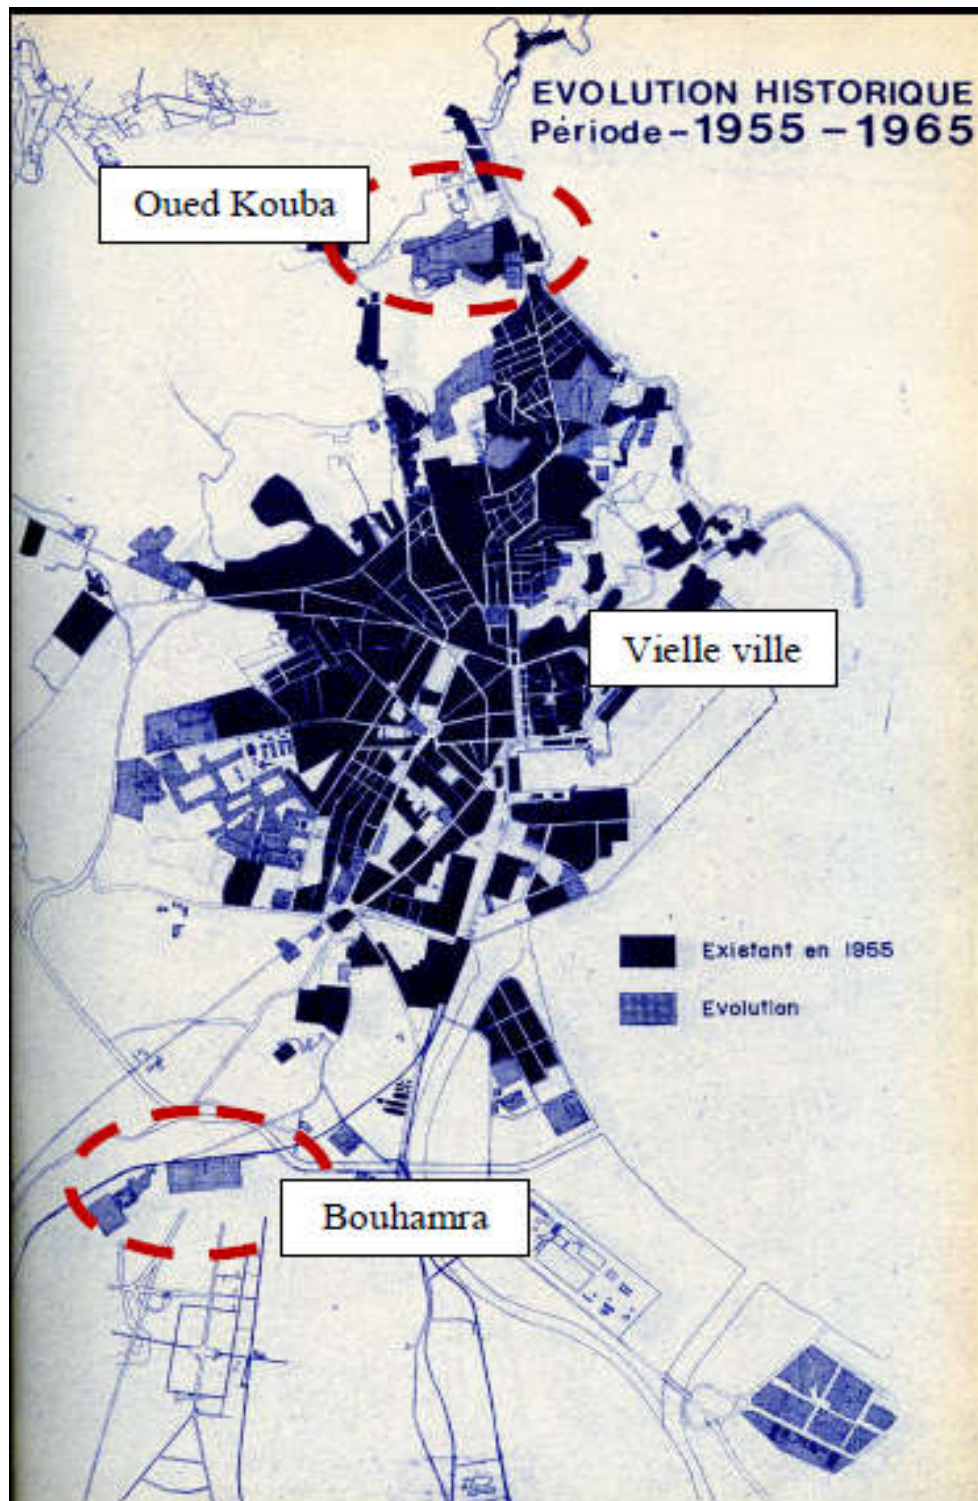 EVOLUTION HISTORIQUE
Période - 1955 - 1965
Oued Kouba
Vielle ville
Existant en 1955
Evolution
Bouhamra